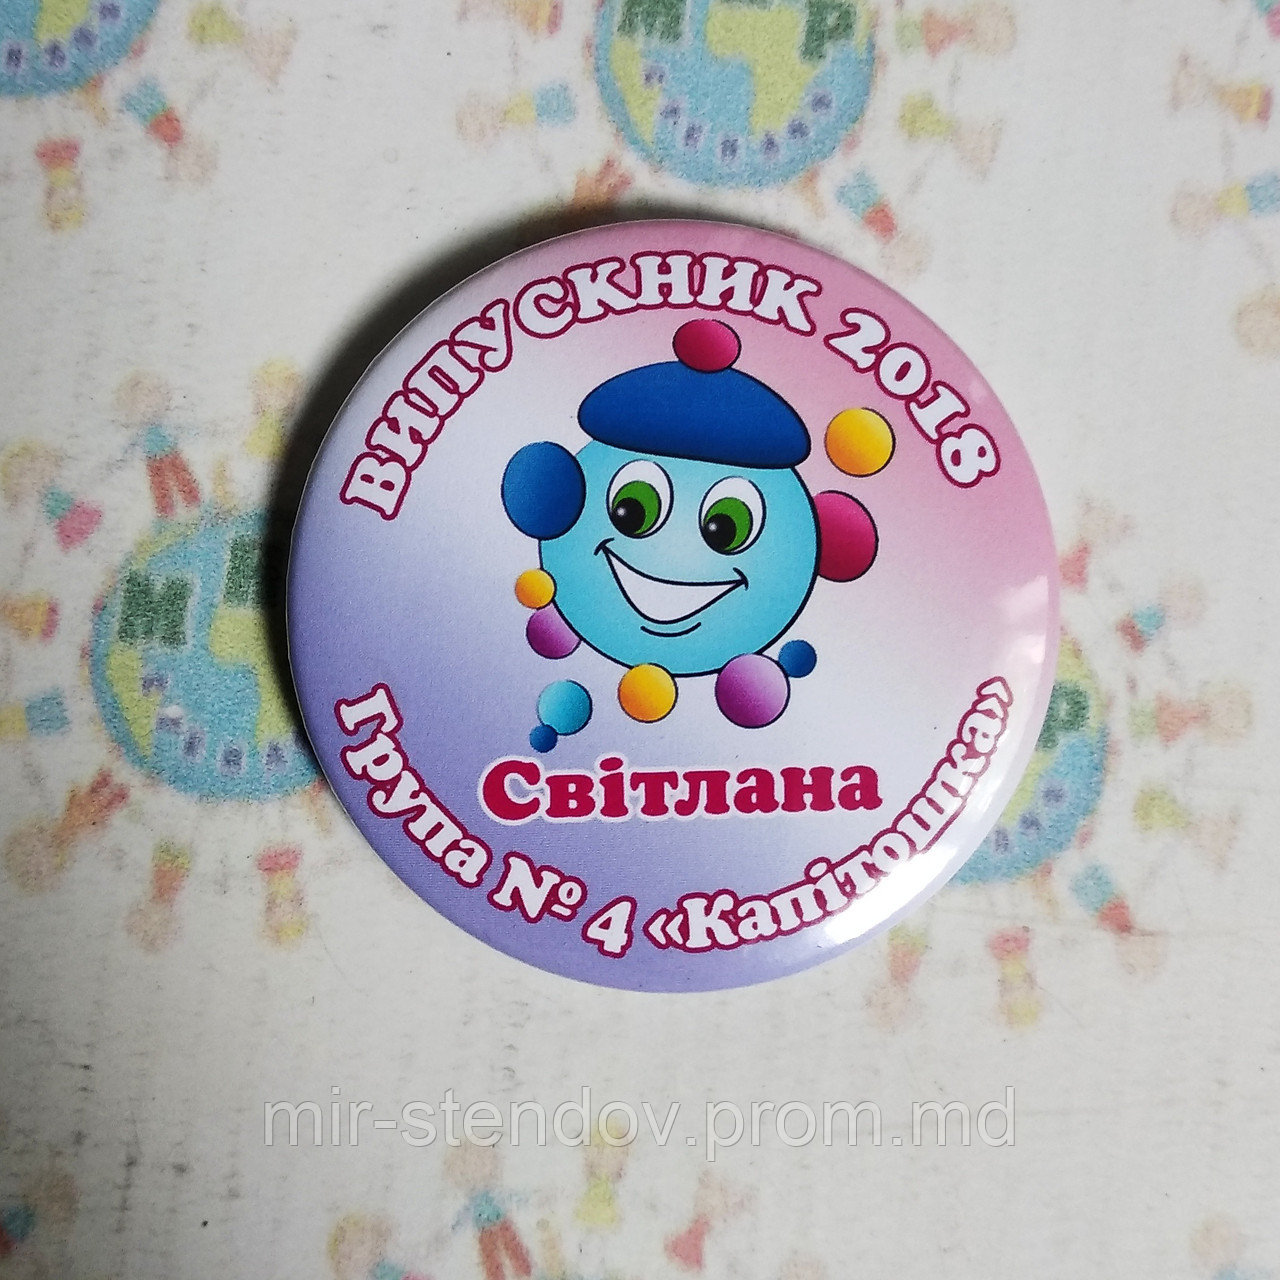 ВИПУСКНИК 2018
Світлана
Група № 4 «Капітошка»
mir-stendov.prom.md